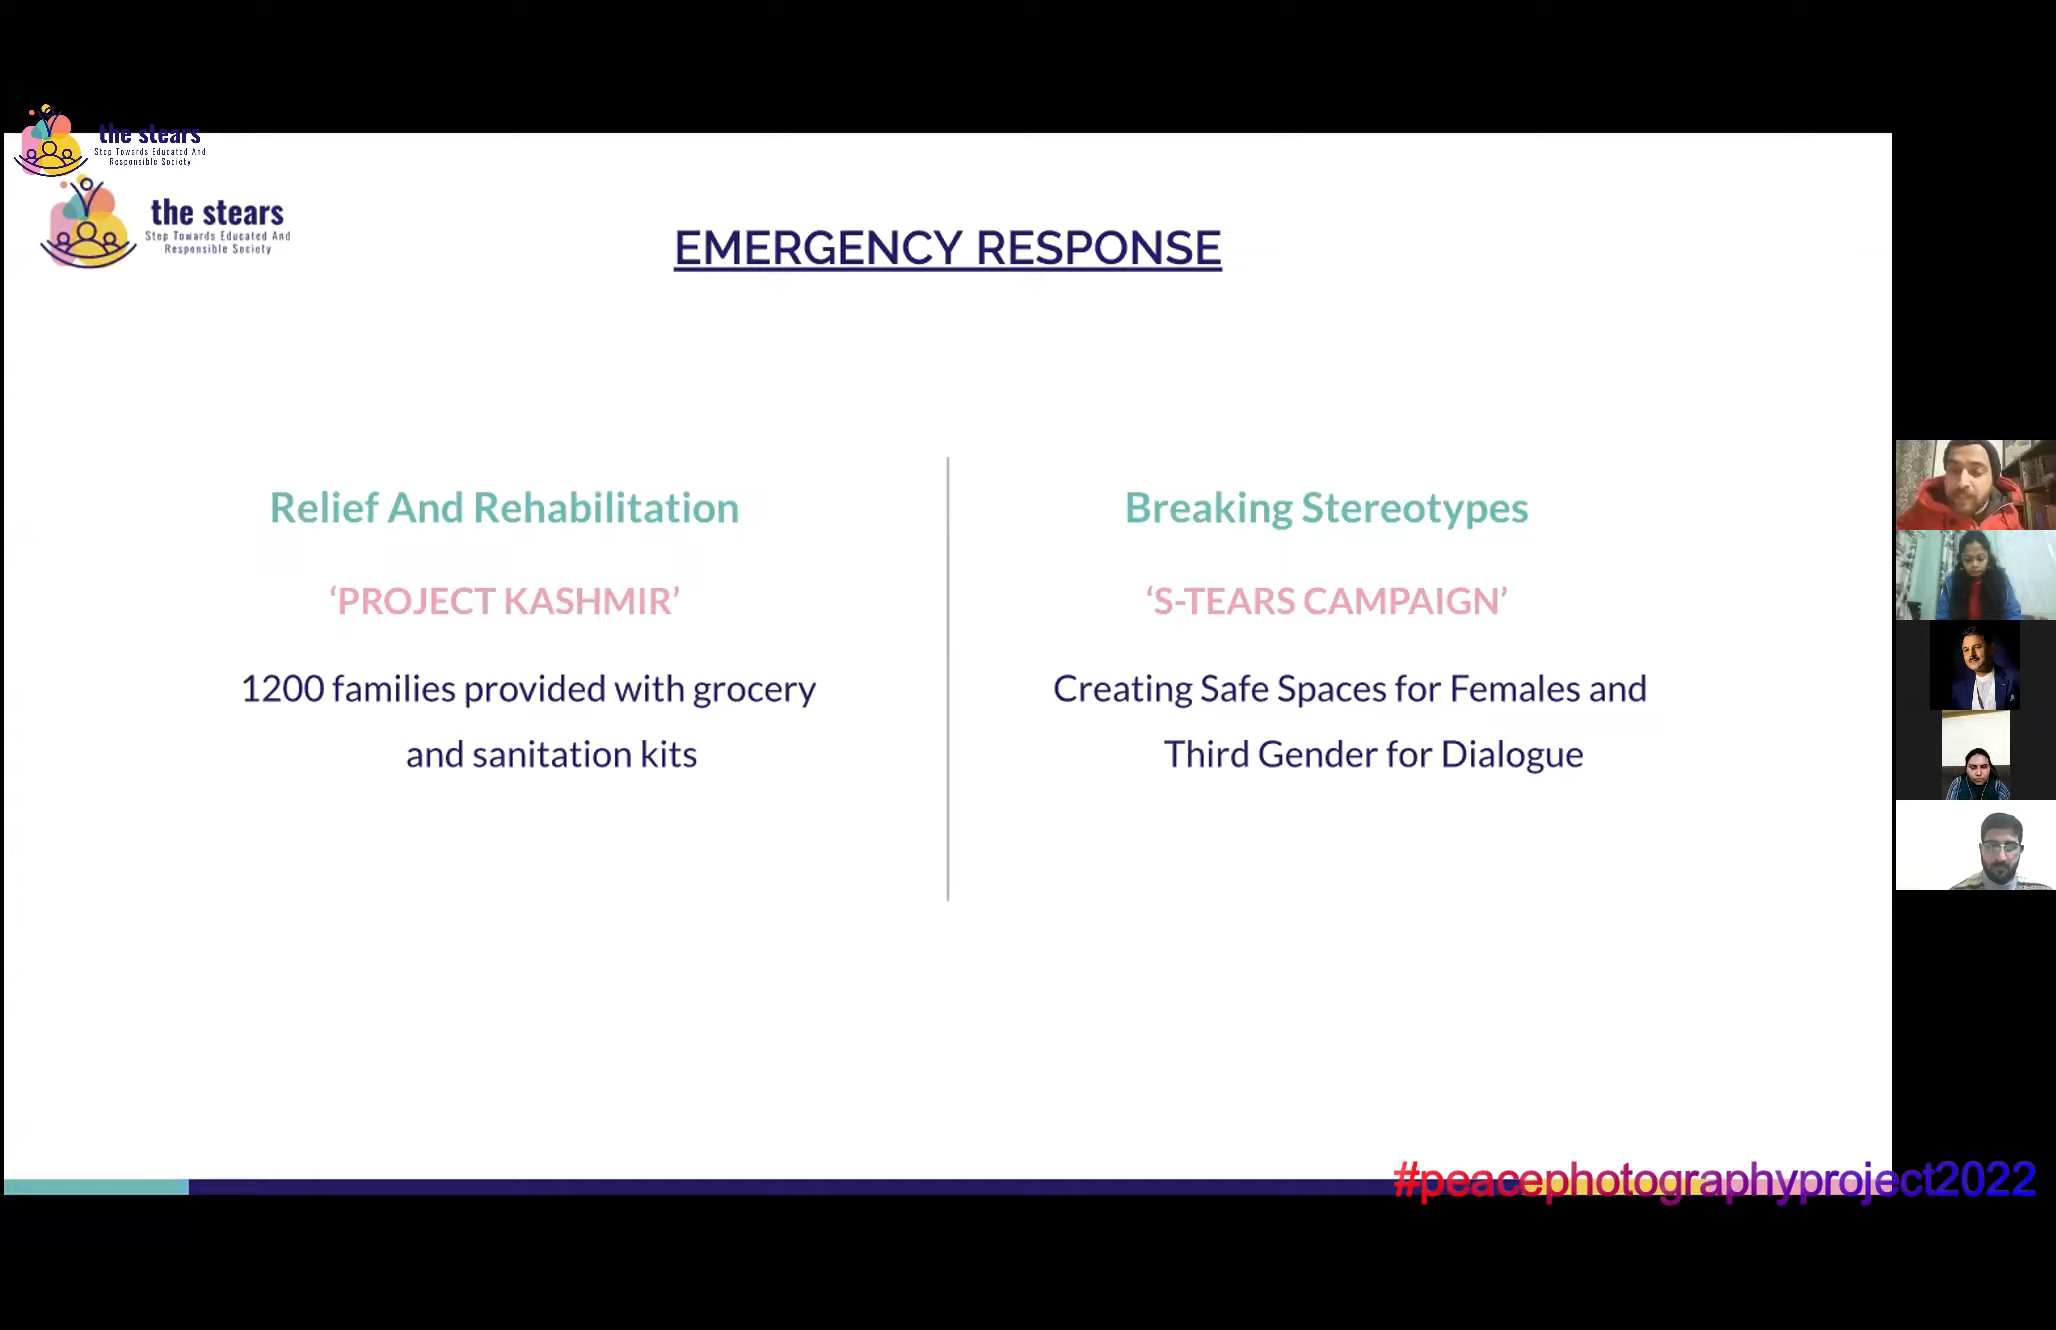 the stears
Step Towards Educated And
Responsible Society
the stears
Step Towards Educated And
Responsible Society
EMERGENCY RESPONSE
Relief And Rehabilitation
‘PROJECT KASHMIR’
1200 families provided with grocery
and sanitation kits
Breaking Stereotypes
‘S-TEARS CAMPAIGN’
Creating Safe Spaces for Females and
Third Gender for Dialogue
#peacephotographyproject2022